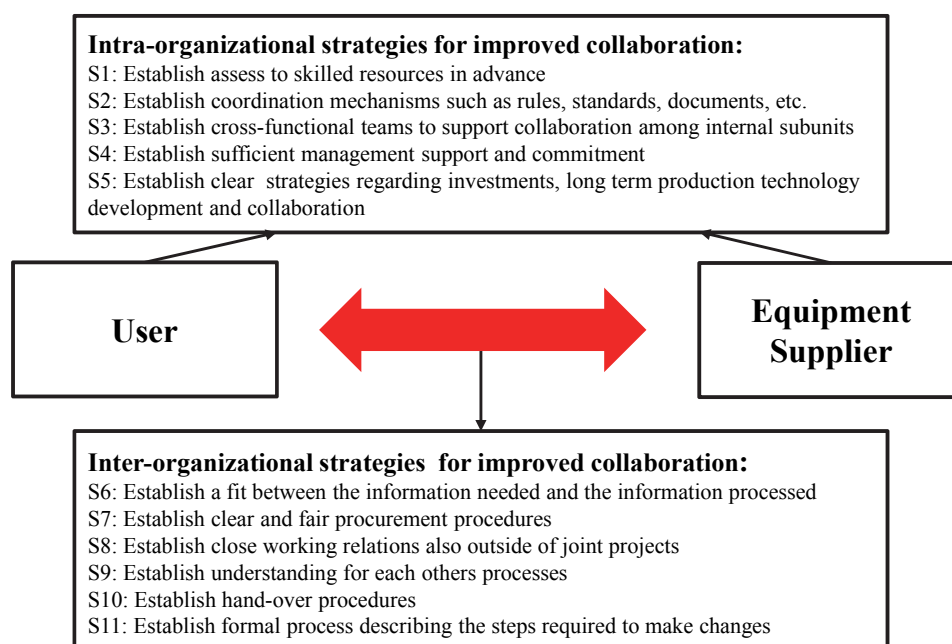 Intra-organizational strategies for improved collaboration:
S1: Establish assess to skilled resources in advance
S2: Establish coordination mechanisms such as rules, standards, documents, etc.
S3: Establish cross-functional teams to support collaboration among internal subunits
S4: Establish sufficient management support and commitment
S5: Establish clear strategies regarding investments, long term production technology
development and collaboration
User
Equipment
Supplier
Inter-organizational strategies for improved collaboration:
S6: Establish a fit between the information needed and the information processed
S7: Establish clear and fair procurement procedures
S8: Establish close working relations also outside of joint projects
S9: Establish understanding for each others processes
S10: Establish hand-over procedures
S11: Establish formal process describing the steps required to make changes